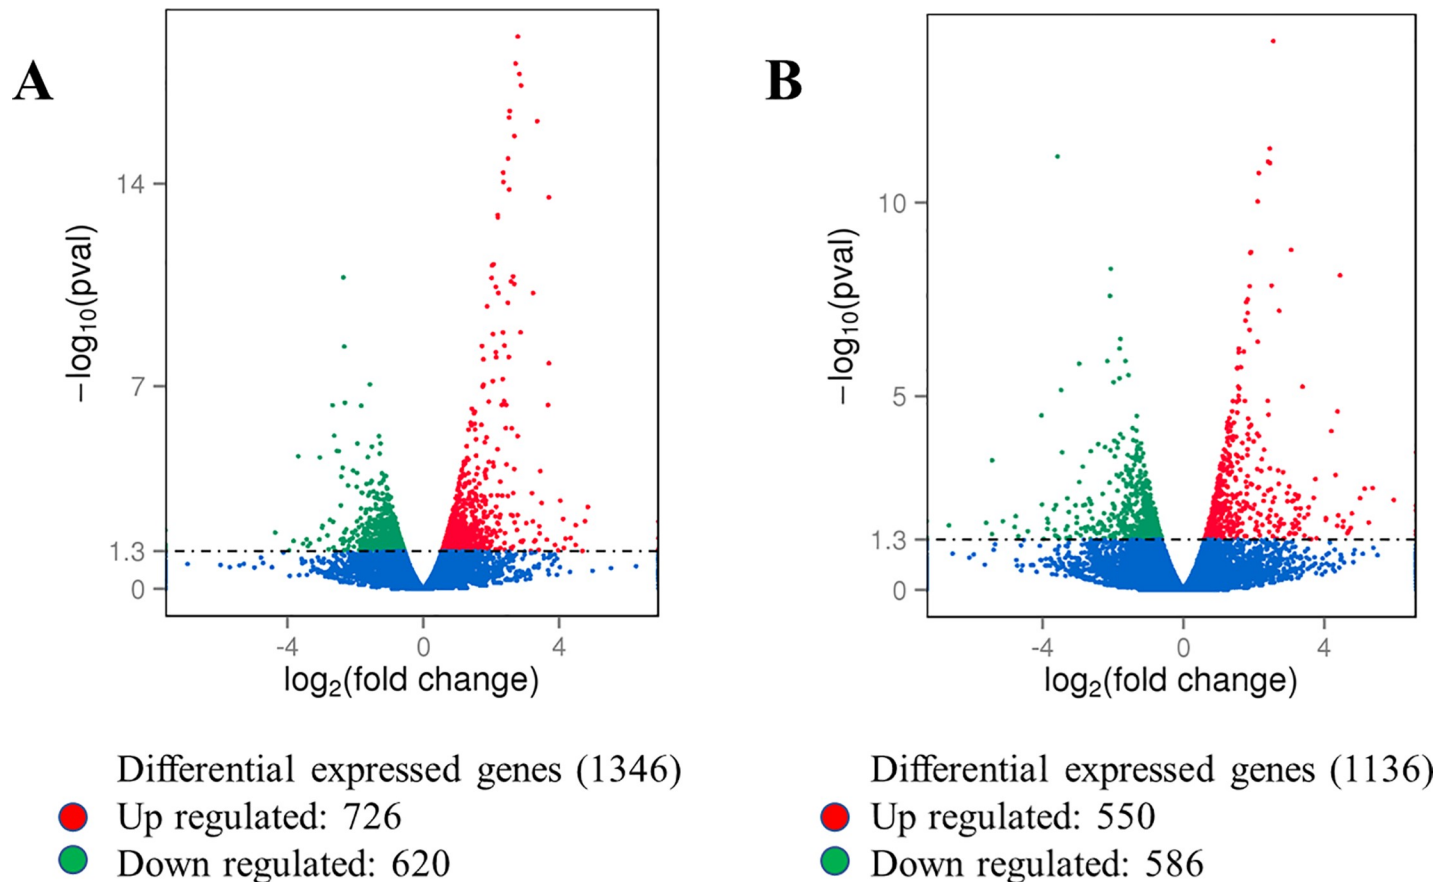 A
−log10(pval)
14
7
1.3
0
-4 0 4
log2(fold change)
Differential expressed genes (1346)
Up regulated: 726
Down regulated: 620
B
−log10(pval)
10
5
1.3
0
-4 0 4
log2(fold change)
Differential expressed genes (1136)
Up regulated: 550
Down regulated: 586